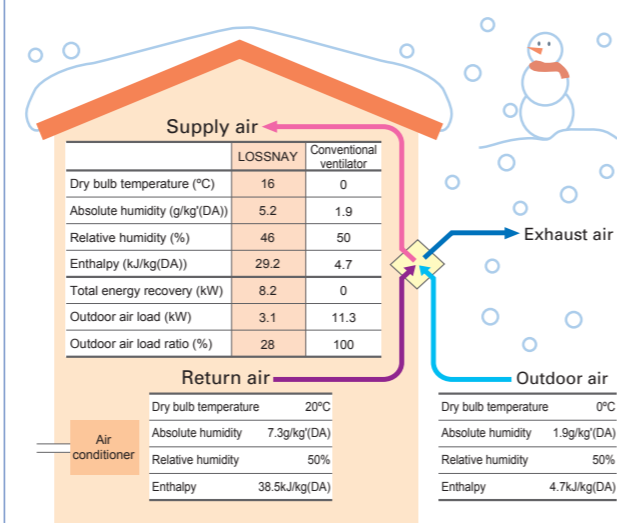 Supply air
LOSSNAY Conventional ventilator
Dry bulb temperature (ºC) 16 0
Absolute humidity (g/kg'(DA)) 5.2 1.9
Relative humidity (%) 46 50
Enthalpy (kJ/kg(DA)) 29.2 4.7
Total energy recovery (kW) 8.2 0
Outdoor air load (kW) 3.1 11.3
Outdoor air load ratio (%) 28 100
Exhaust air
Return air
Dry bulb temperature 20ºC
Absolute humidity 7.3g/kg'(DA)
Relative humidity 50%
Enthalpy 38.5kJ/kg(DA)
Air
conditioner
Outdoor air
Dry bulb temperature 0ºC
Absolute humidity 1.9g/kg'(DA)
Relative humidity 50%
Enthalpy 4.7kJ/kg(DA)